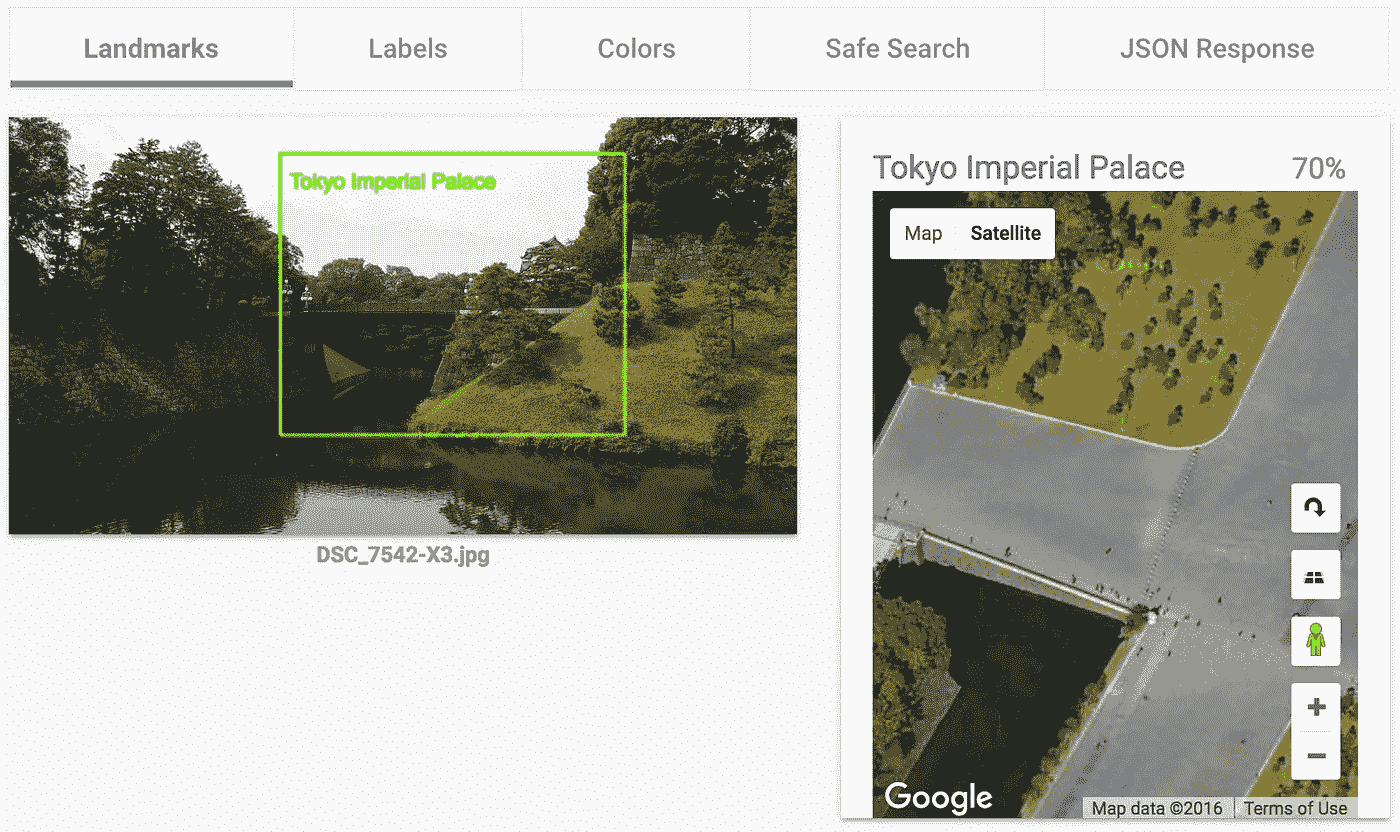 Landmarks Labels Colors Safe Search JSON Response
Tokyo Imperial Palace
DSC_7542-X3.jpg
Tokyo Imperial Palace 70%
Map Satellite
Google
Map data ©2016 Terms of Use